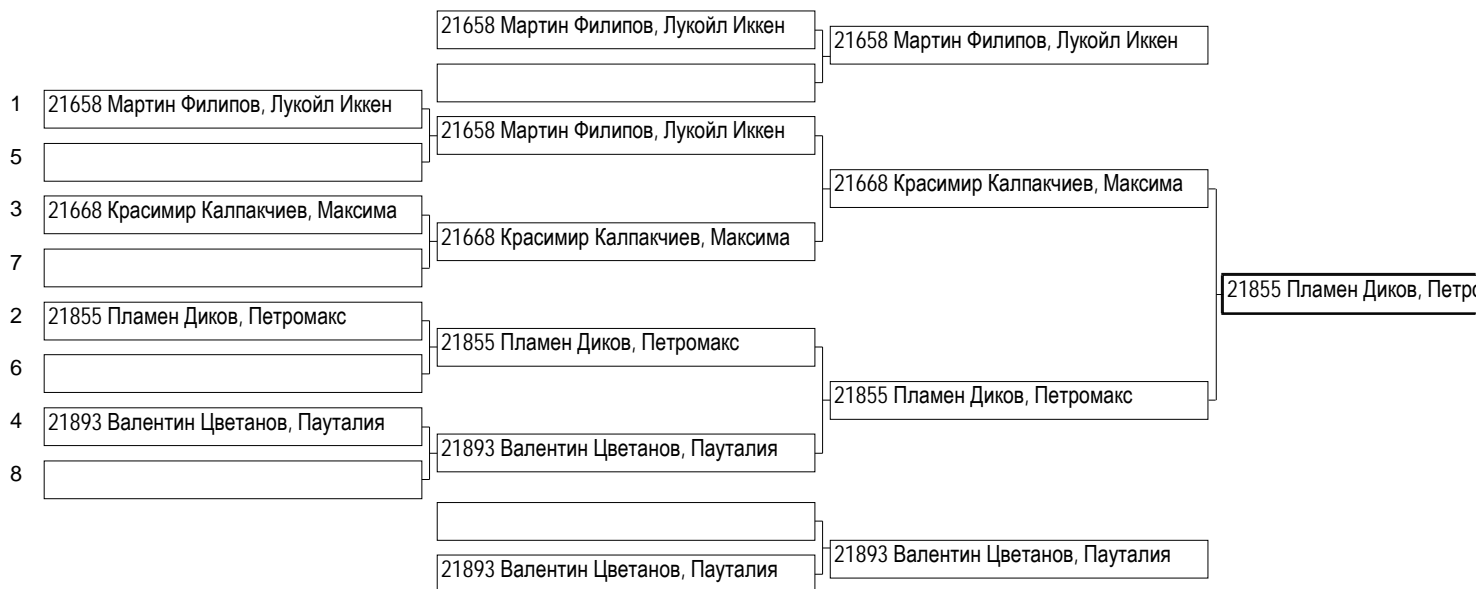 21658 Мартин Филипов, Лукойл Иккен
21658 Мартин Филипов, Лукойл Иккен
1 21658 Мартин Филипов, Лукойл Иккен
21658 Мартин Филипов, Лукойл Иккен
5
21668 Красимир Калпакчиев, Максима
3 21668 Красимир Калпакчиев, Максима
21668 Красимир Калпакчиев, Максима
7
21855 Пламен Диков, Петро
2 21855 Пламен Диков, Петромакс
21855 Пламен Диков, Петромакс
6
21855 Пламен Диков, Петромакс
4 21893 Валентин Цветанов, Пауталия
21893 Валентин Цветанов, Пауталия
8
21893 Валентин Цветанов, Пауталия
21893 Валентин Цветанов, Пауталия